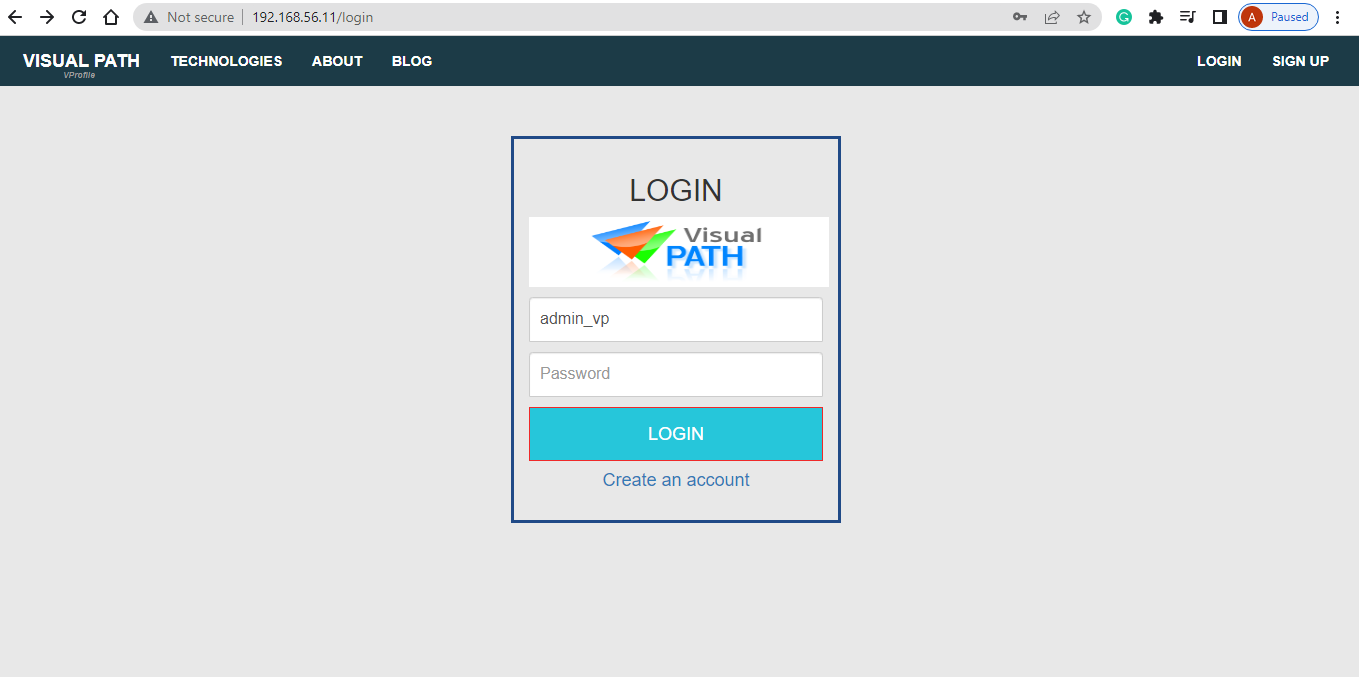 Not secure 192.168.56.11/login
G
A Paused
VISUAL PATH TECHNOLOGIES ABOUT BLOG LOGIN SIGN UP
VProfile
LOGIN
Visual
PATH
admin_vp
Password
LOGIN
Create an account